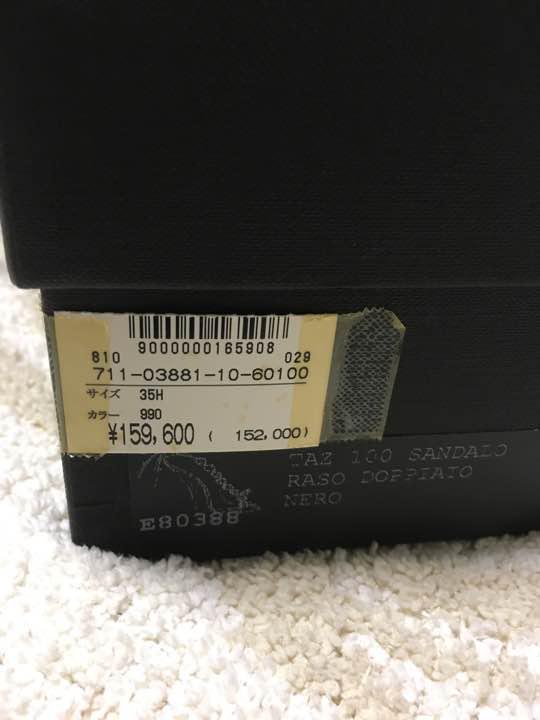 9000000165908
810 029
711-03881-10-60100
サイズ 35H
カラー 990
¥159,600 ( 152,000)
TAZ 100 SANDALO
RASO DOPPIATO
NERO
E80388